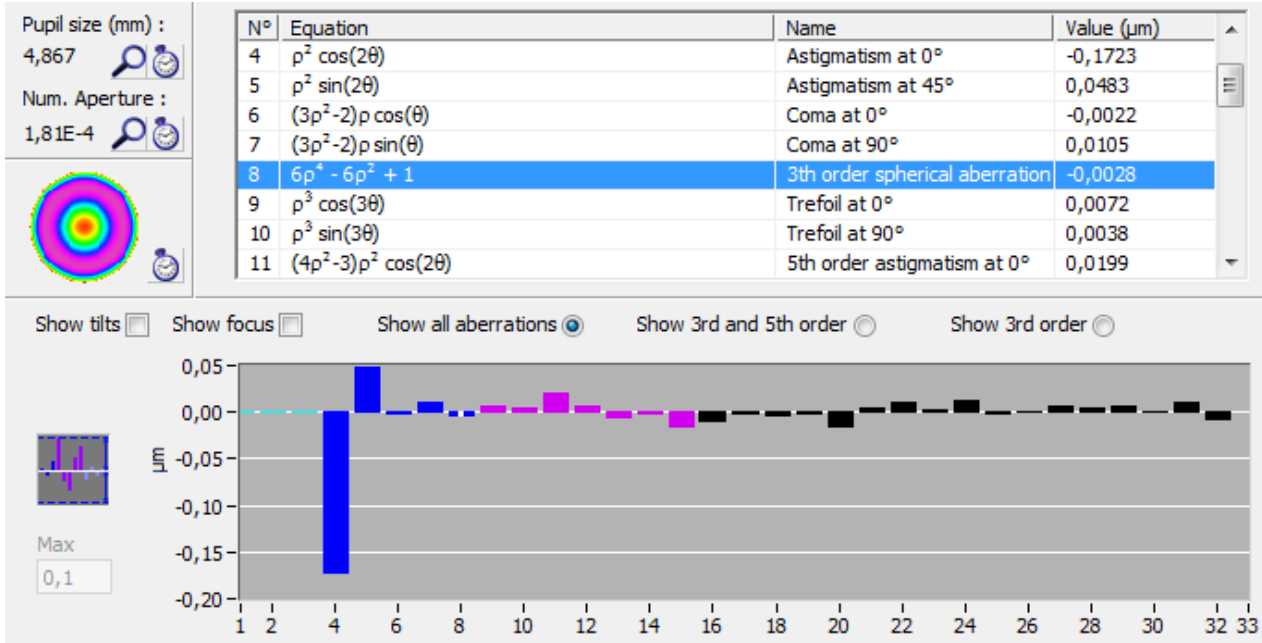 Pupil size (mm) :
4,867
Num. Aperture :
1,81E-4
N° Equation Name Value (µm)
4 ρ² cos(2θ) Astigmatism at 0° -0,1723
5 ρ² sin(2θ) Astigmatism at 45° 0,0483
6 (3ρ²-2)ρ cos(θ) Coma at 0° -0,0022
7 (3ρ²-2)ρ sin(θ) Coma at 90° 0,0105
8 6ρ⁴ - 6ρ² + 1 3th order spherical aberration -0,0028
9 ρ³ cos(3θ) Trefoil at 0° 0,0072
10 ρ³ sin(3θ) Trefoil at 90° 0,0038
11 (4ρ²-3)ρ² cos(2θ) 5th order astigmatism at 0° 0,0199
Show tilts Show focus Show all aberrations Show 3rd and 5th order Show 3rd order
0,05
0,00
-0,05
-0,10
-0,15
-0,20
µm
Max
0,1
1 2 4 6 8 10 12 14 16 18 20 22 24 26 28 30 32 33